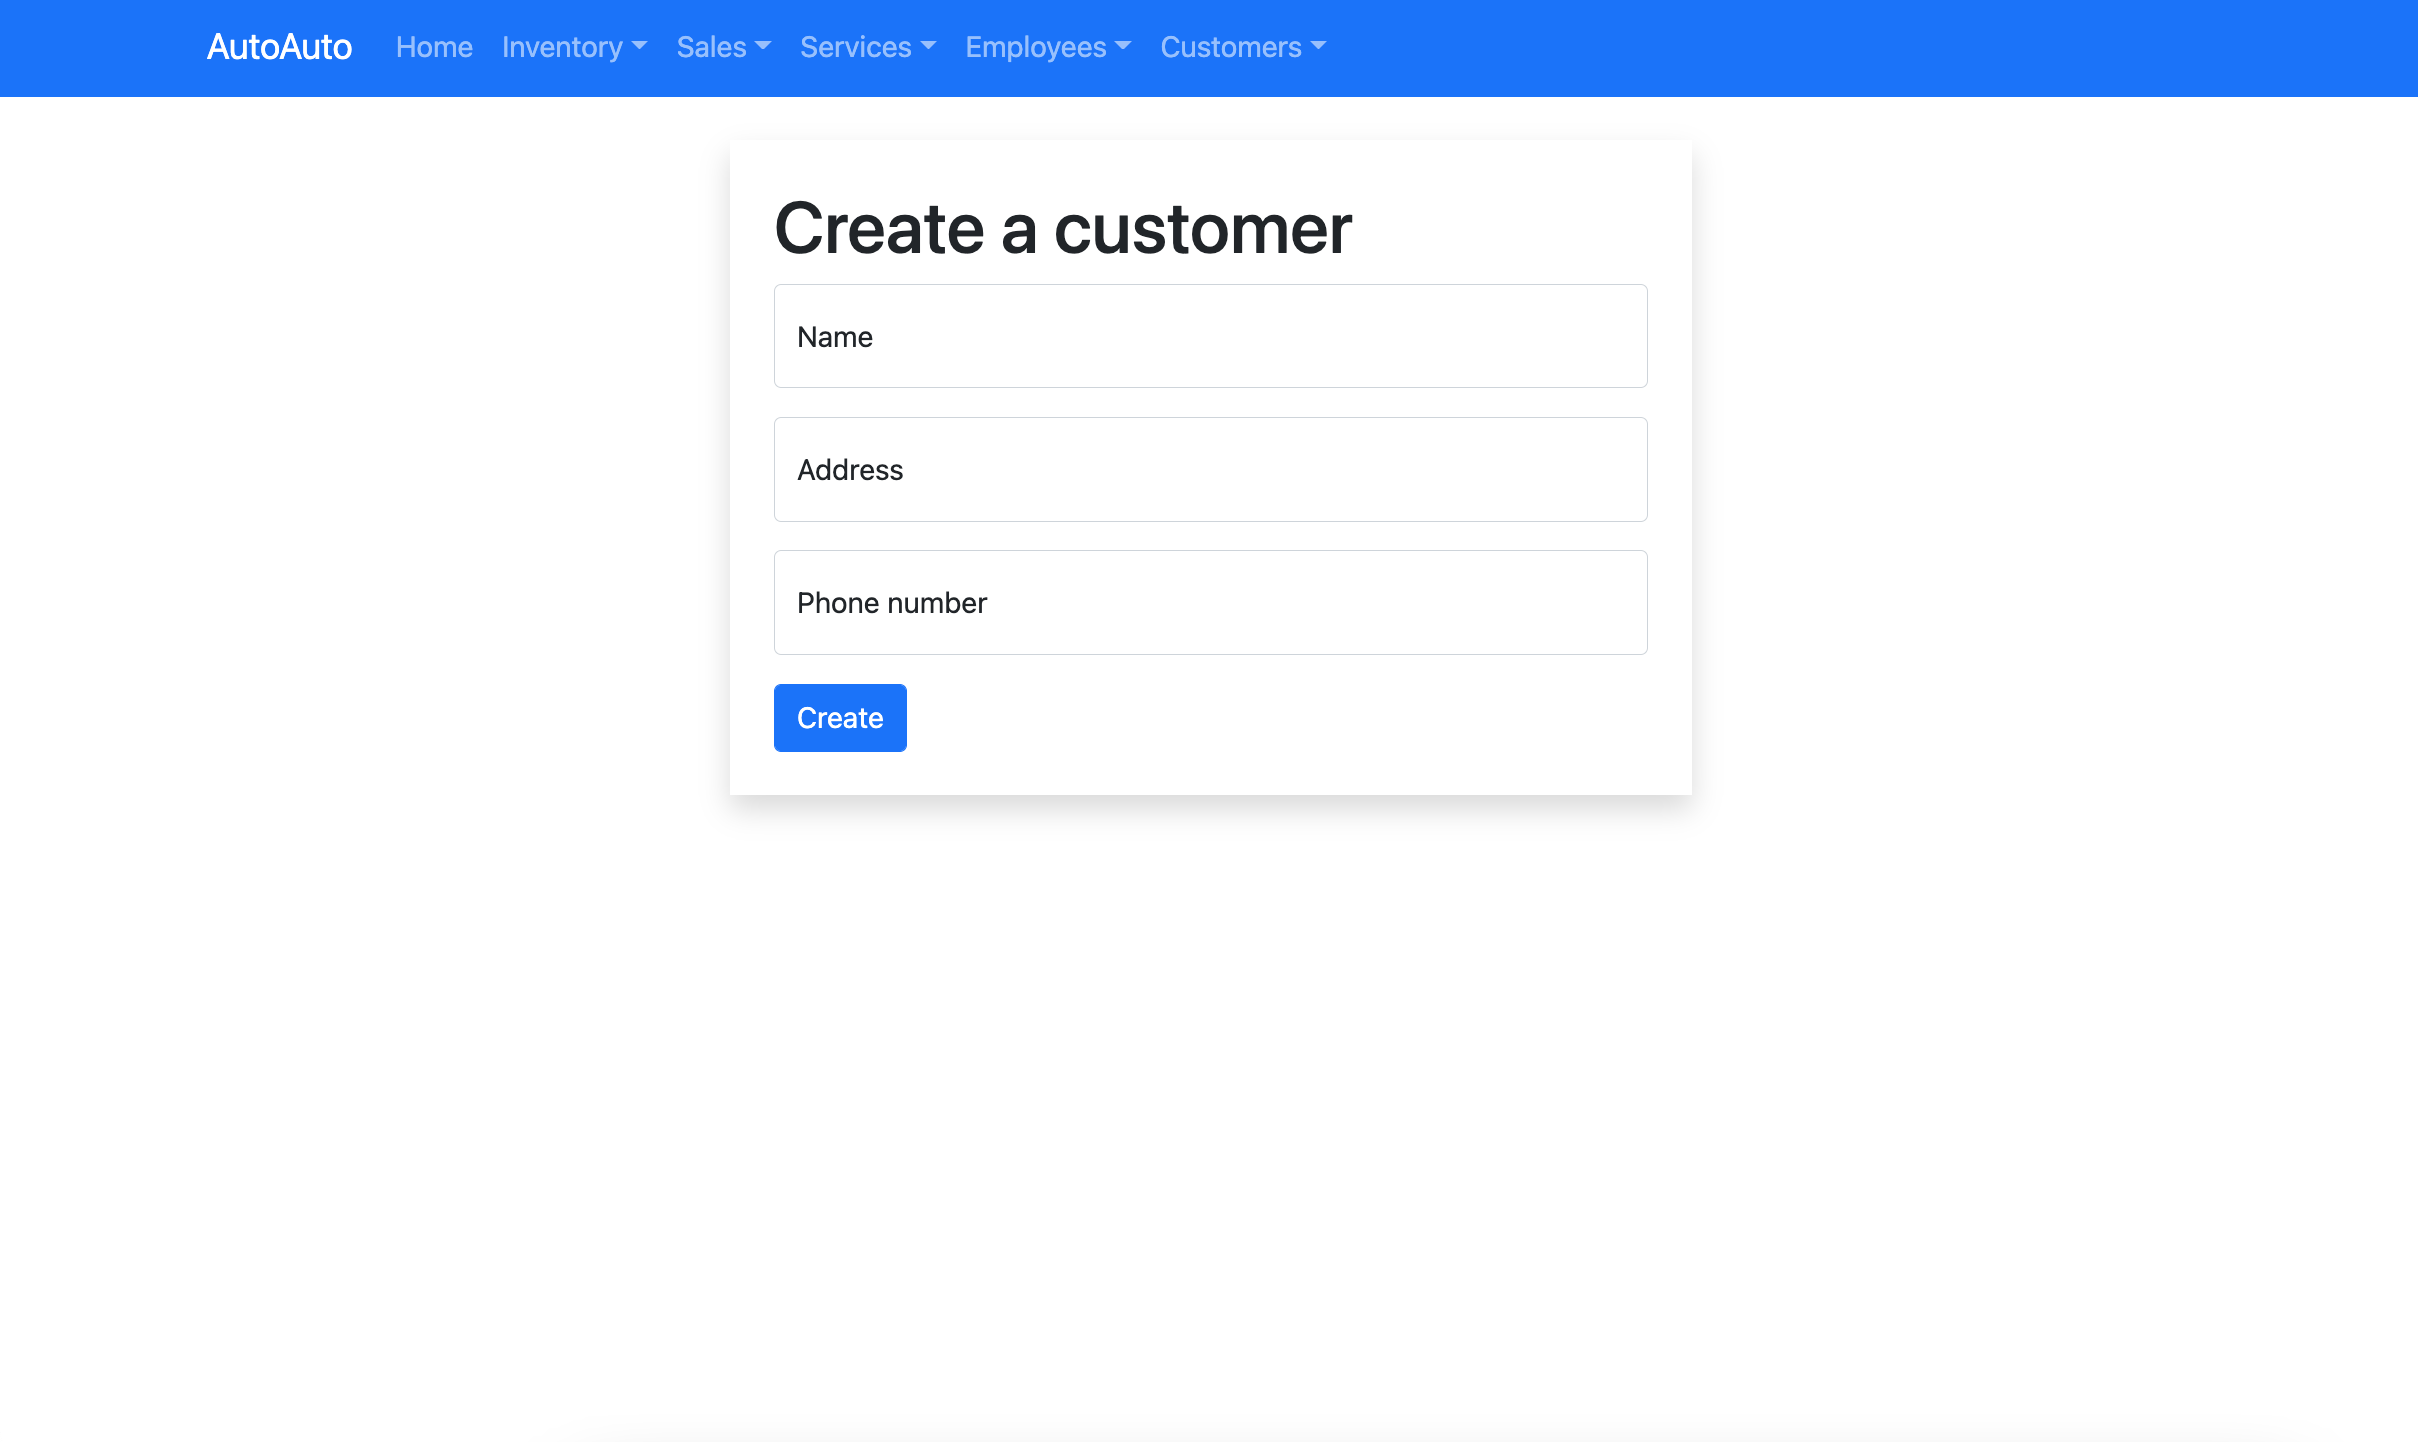 AutoAuto Home Inventory Sales Services Employees Customers
Create a customer
Name
Address
Phone number
Create